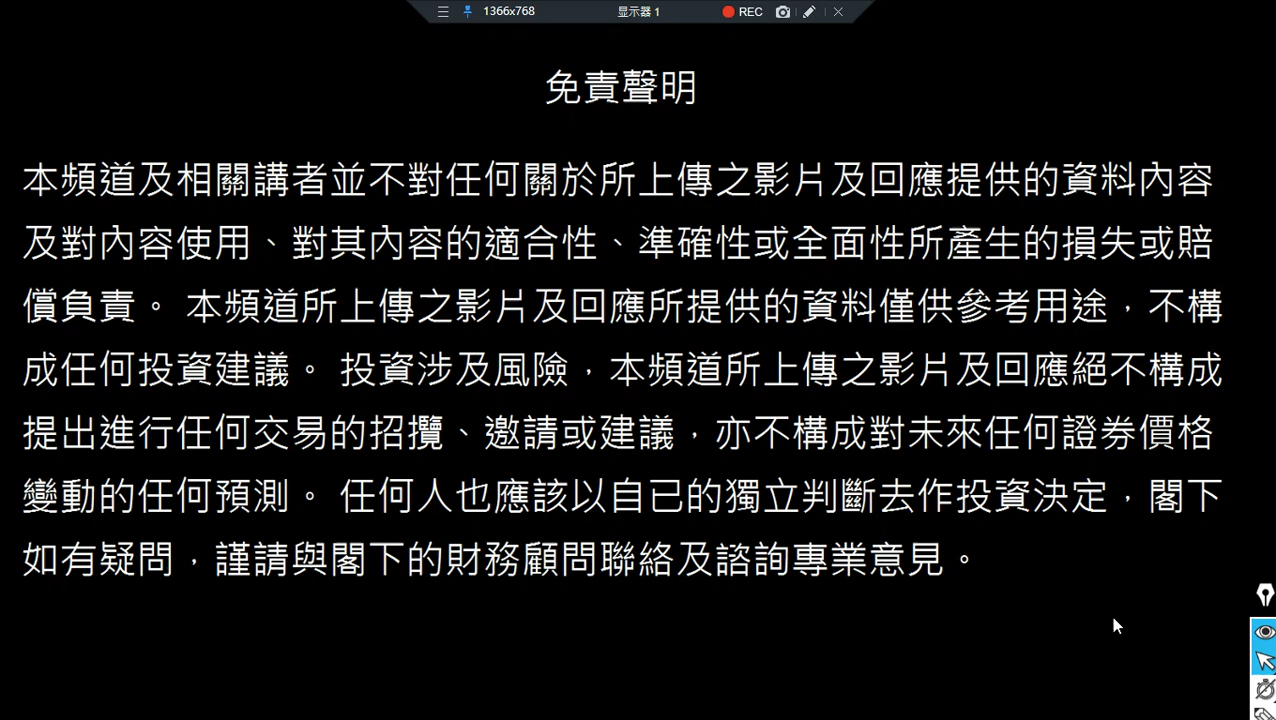 1366x768 显示器 1 REC
免責聲明
本頻道及相關講者並不對任何關於所上傳之影片及回應提供的資料內容
及對內容使用、對其內容的適合性、準確性或全面性所產生的損失或賠
償負責。 本頻道所上傳之影片及回應所提供的資料僅供參考用途，不構
成任何投資建議。 投資涉及風險，本頻道所上傳之影片及回應絕不構成
提出進行任何交易的招攬、邀請或建議，亦不構成對未來任何證券價格
變動的任何預測。 任何人也應該以自已的獨立判斷去作投資決定，閣下
如有疑問，謹請與閣下的財務顧問聯絡及諮詢專業意見。